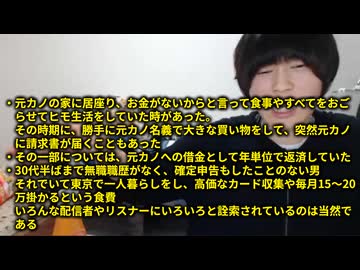 ・元カノの家に居座り、お金がないからと言って食事やすべてをおご
らせてヒモ生活をしていた時があった。
その時期に、勝手に元カノ名義で大きな買い物をして、突然元カノ
に請求書が届くこともあった
・その一部については、元カノへの借金として年単位で返済していた
・30代半ばまで無職職歴がなく、確定申告もしたことのない男
それでいて東京で一人暮らしをし、高価なカード収集や毎月15～20
万掛かるという食費
いろんな配信者やリスナーにいろいろと詮索されているのは当然で
ある